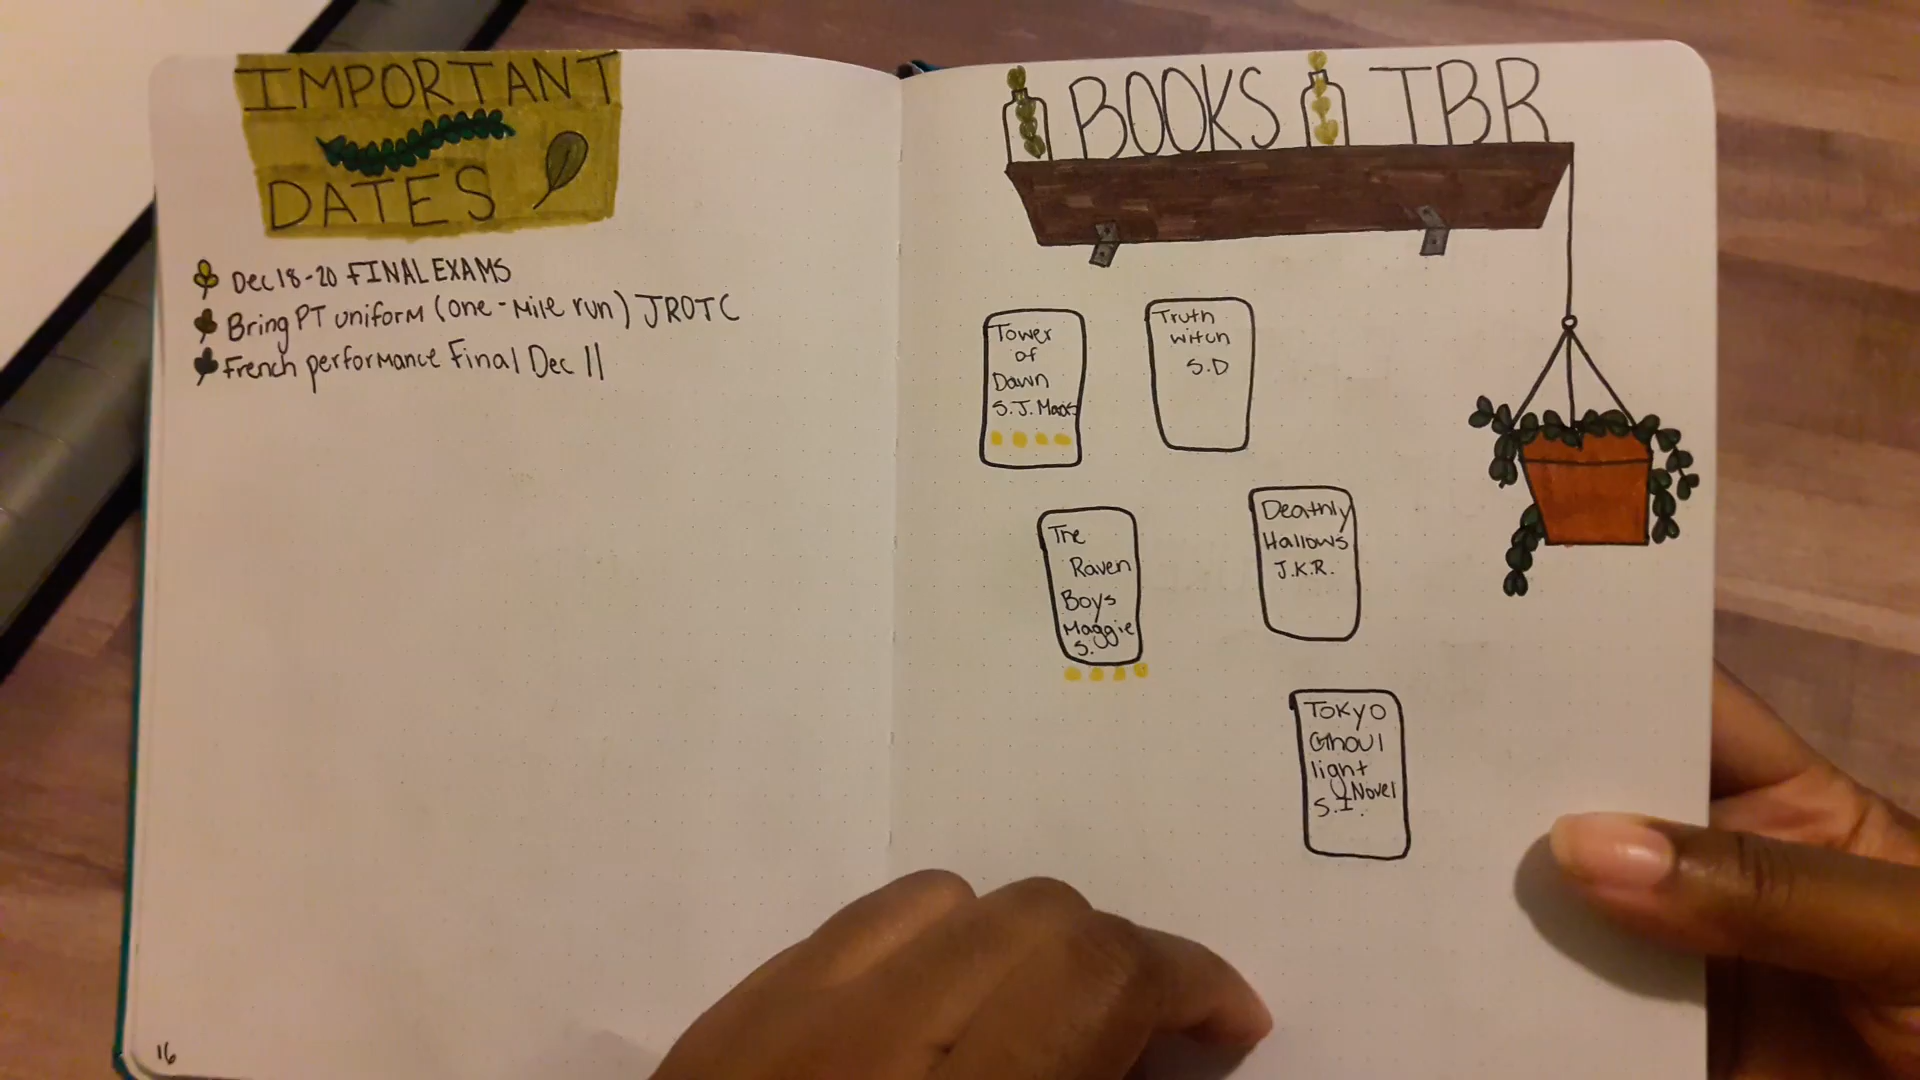 IMPORTANT
DATES
Dec 18-20 FINAL EXAMS
Bring PT uniform (one-mile run) JROTC
French performance Final Dec 11
16
BOOKS TBR
Tower
of
Dawn
S.J. Maas
Truth
witch
S.D
The
Raven
Boys
Maggie
S.
Deathly
Hallows
J.K.R.
Tokyo
Ghoul
light
Novel
S.I.